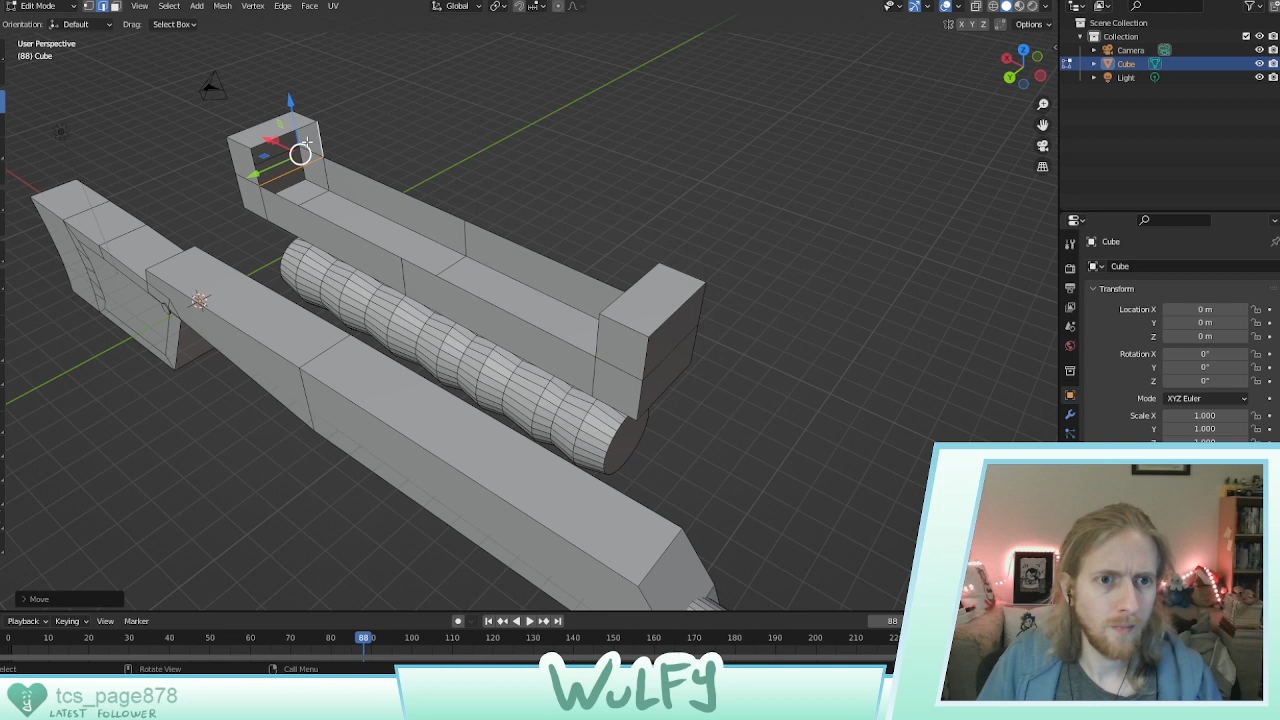 Edit Mode View Select Add Mesh Vertex Edge Face UV Global
Orientation: Default Drag: Select Box X Y Z Options
User Perspective
(88) Cube
Scene Collection
Collection
Camera
Cube
Light
Cube
Cube
Transform
Location X 0 m
Y 0 m
Z 0 m
Rotation X 0°
Y 0°
Z 0°
Mode XYZ Euler
Scale X 1.000
Y 1.000
Move
Playback Keying View Marker 88
0 10 20 30 40 50 60 70 80 88 100 110 120 130 140 150 160 170 180 190 200 210
elect Rotate View Call Menu
WULFY
tcs_page878
LATEST FOLLOWER